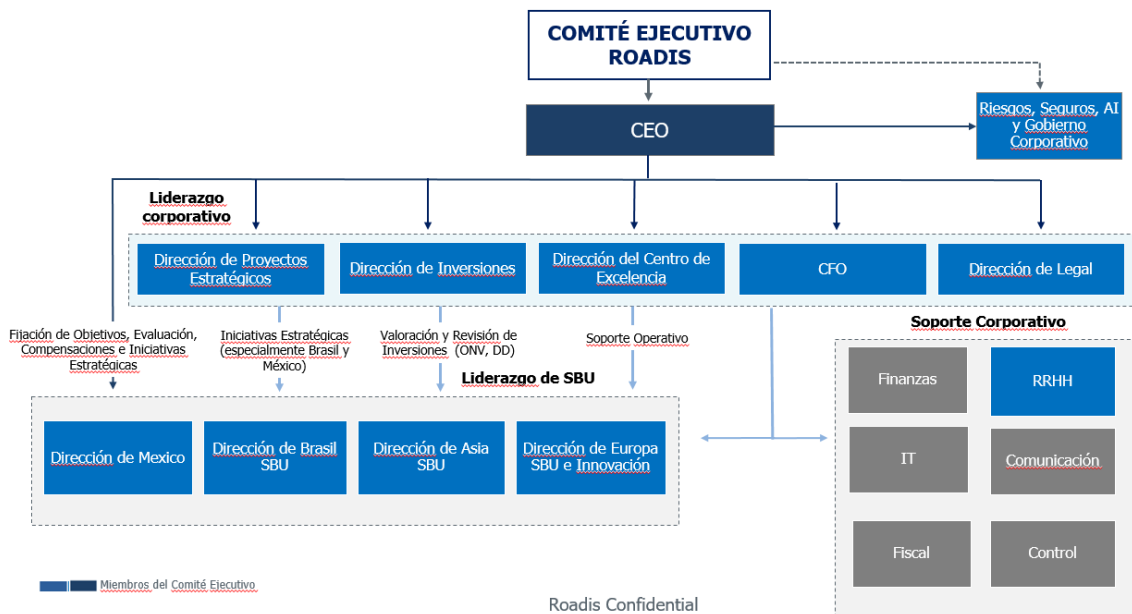 COMITÉ EJECUTIVO
ROADIS
CEO
Riesgos, Seguros, AI
y Gobierno
Corporativo
Liderazgo
corporativo
Dirección de Proyectos
Estratégicos
Dirección de Inversiones
Dirección del Centro de
Excelencia
CFO
Dirección de Legal
Fijación de Objetivos, Evaluación,
Compensaciones e Iniciativas
Estratégicas
Iniciativas Estratégicas
(especialmente Brasil y
México)
Valoración y Revisión de
Inversiones (ONV, DD)
Soporte Operativo
Soporte Corporativo
Liderazgo de SBU
Dirección de Mexico
Dirección de Brasil
SBU
Dirección de Asia
SBU
Dirección de Europa
SBU e Innovación
Finanzas
RRHH
IT
Comunicación
Fiscal
Control
Miembros del Comité Ejecutivo
Roadis Confidential